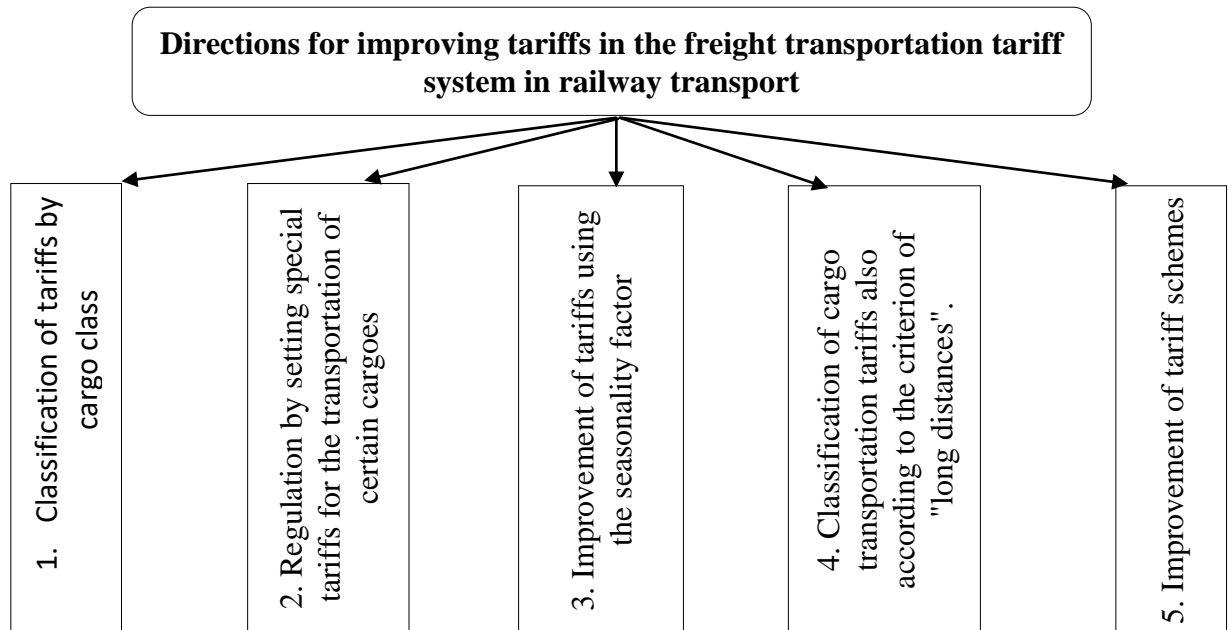 Directions for improving tariffs in the freight transportation tariff
system in railway transport
1. Classification of tariffs by
cargo class
2. Regulation by setting special
tariffs for the transportation of
certain cargoes
3. Improvement of tariffs using
the seasonality factor
4. Classification of cargo
transportation tariffs also
according to the criterion of
"long distances".
5. Improvement of tariff schemes